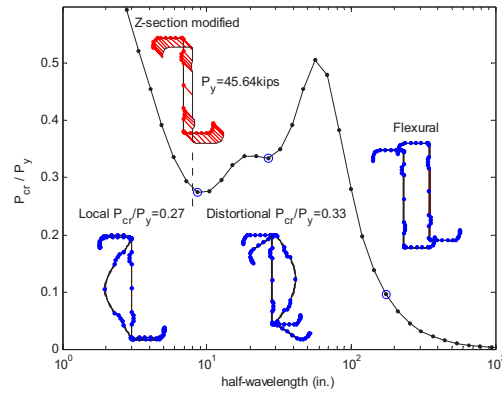 Z-section modified
P_y=45.64kips
Flexural
Local P_cr/P_y=0.27
Distortional P_cr/P_y=0.33
P_cr / P_y
0.5
0.4
0.3
0.2
0.1
0
10^0
10^1
10^2
10^3
half-wavelength (in.)